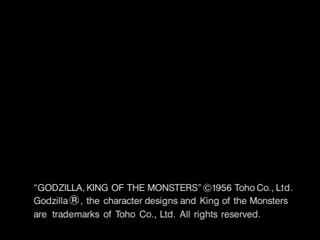 "GODZILLA, KING OF THE MONSTERS" ©1956 Toho Co., Ltd.
Godzilla®, the character designs and King of the Monsters
are trademarks of Toho Co., Ltd. All rights reserved.